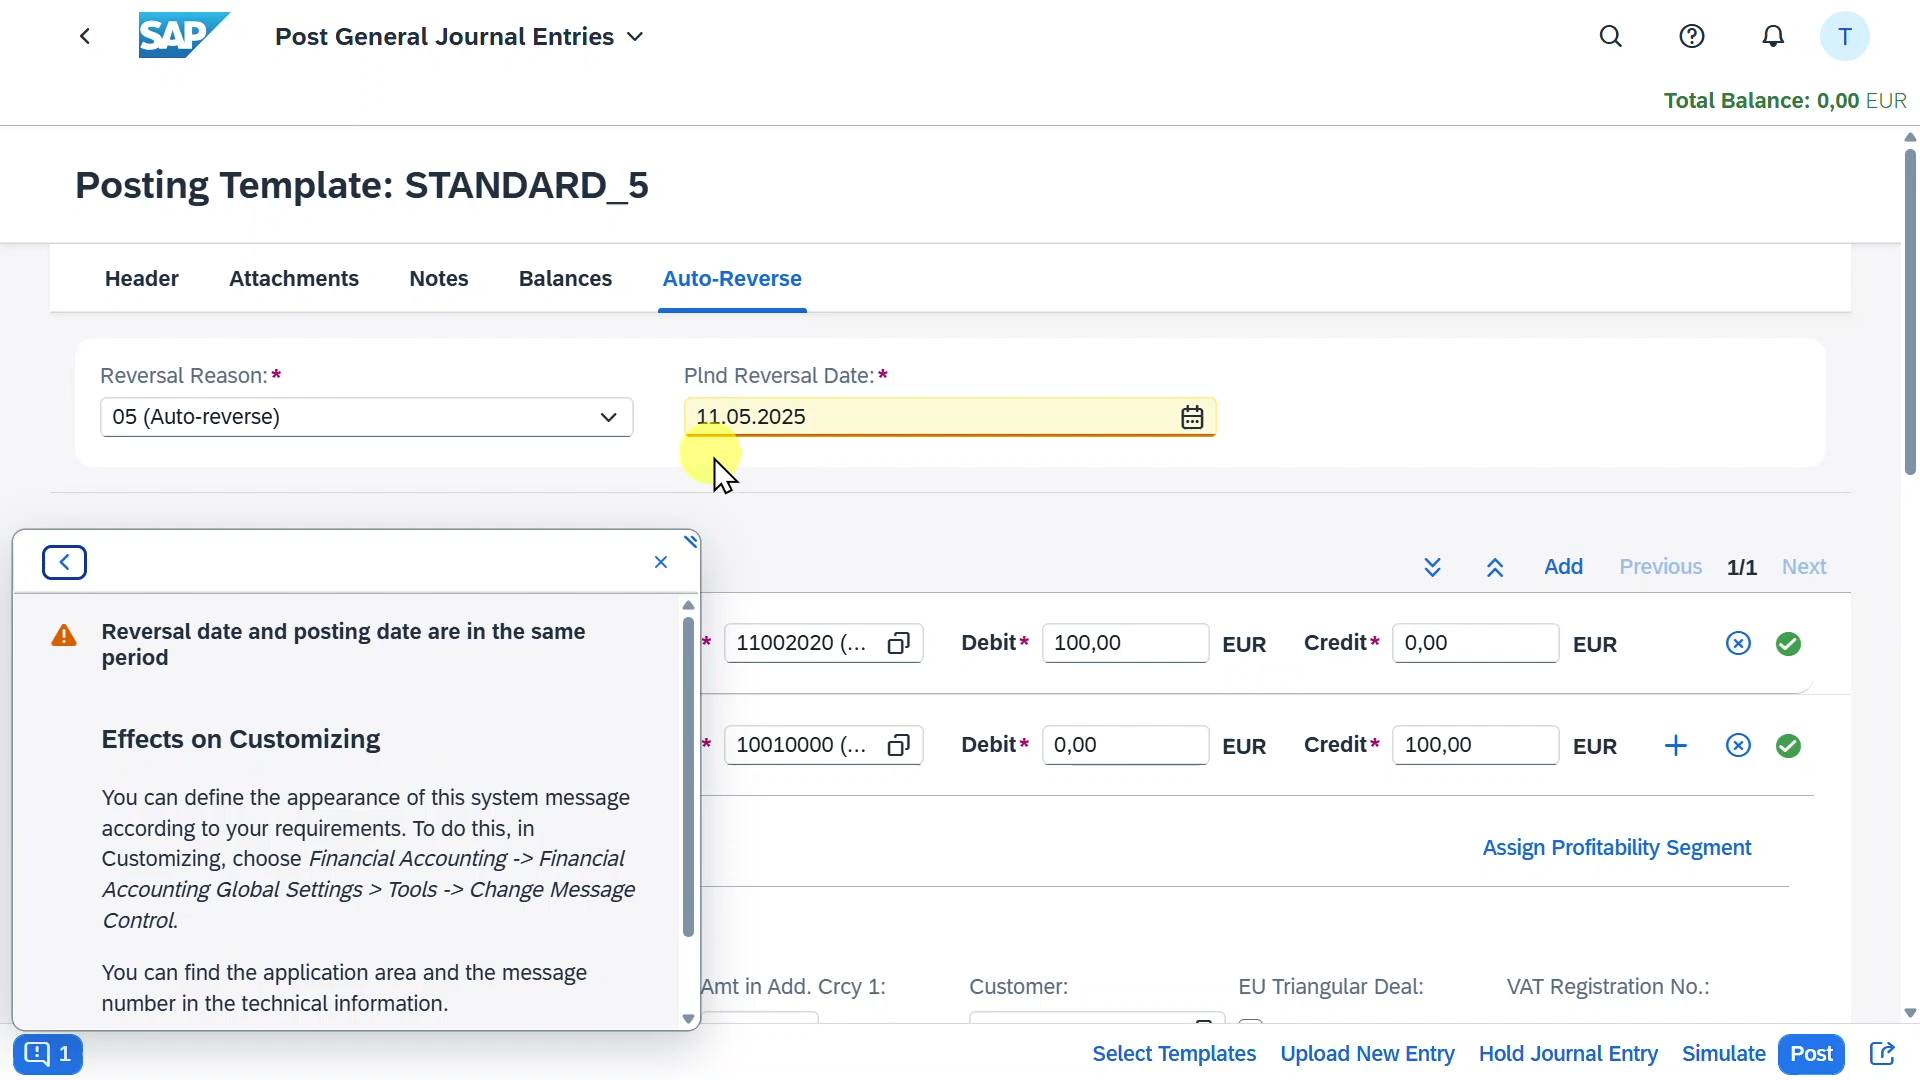 SAP
Post General Journal Entries
T
Total Balance: 0,00 EUR
Posting Template: STANDARD_5
Header Attachments Notes Balances Auto-Reverse
Reversal Reason:* Plnd Reversal Date:*
05 (Auto-reverse) 11.05.2025
Add Previous 1/1 Next
* 11002020 (... Debit* 100,00 EUR Credit* 0,00 EUR
* 10010000 (... Debit* 0,00 EUR Credit* 100,00 EUR
Assign Profitability Segment
Amt in Add. Crcy 1: Customer: EU Triangular Deal: VAT Registration No.:
Reversal date and posting date are in the same
period
Effects on Customizing
You can define the appearance of this system message
according to your requirements. To do this, in
Customizing, choose Financial Accounting -> Financial
Accounting Global Settings > Tools -> Change Message
Control.
You can find the application area and the message
number in the technical information.
1
Select Templates Upload New Entry Hold Journal Entry Simulate Post